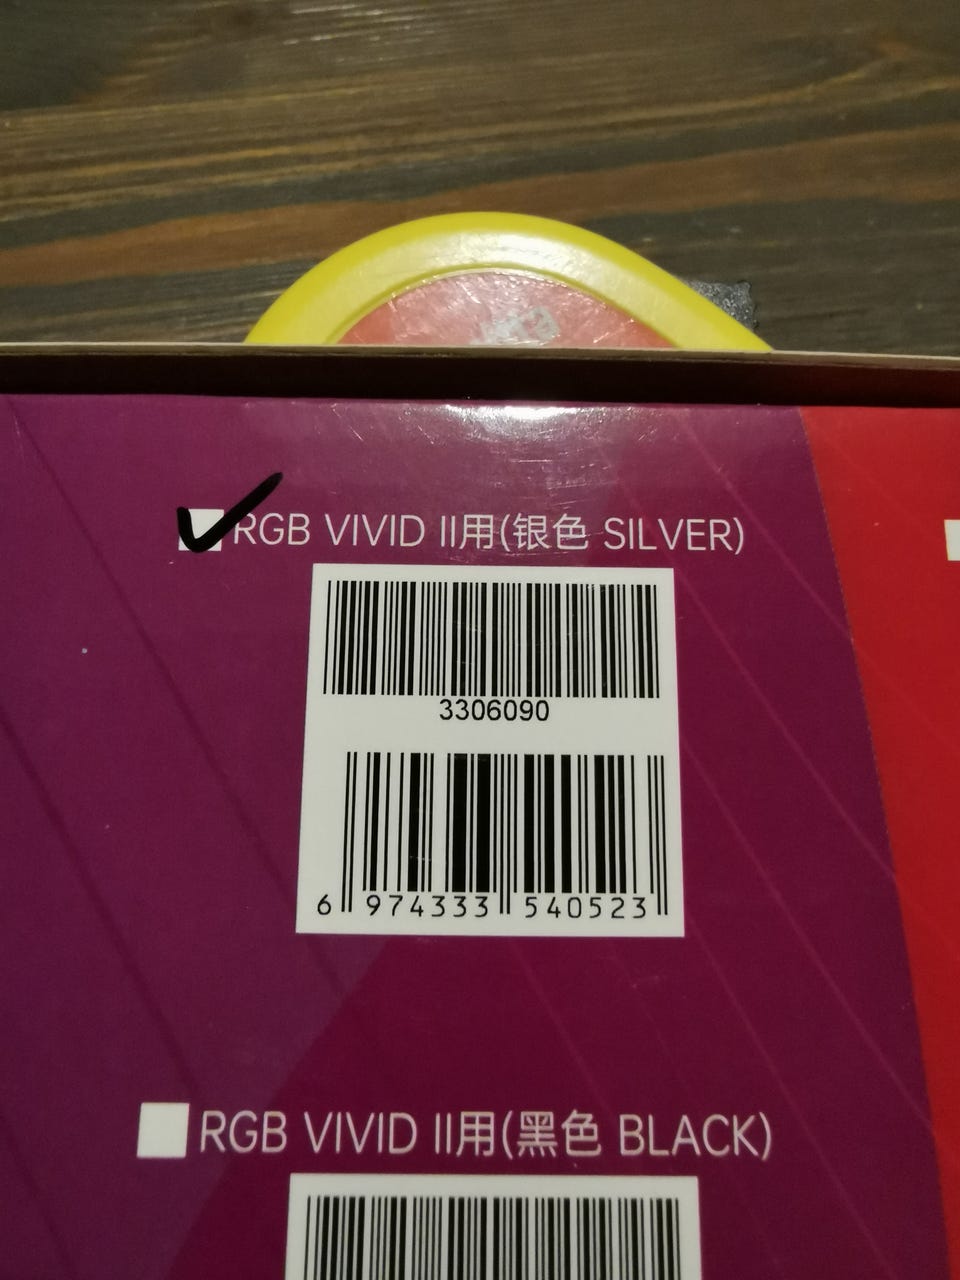 RGB VIVID II用(银色 SILVER)
3306090
6 974333 540523
RGB VIVID II用(黑色 BLACK)